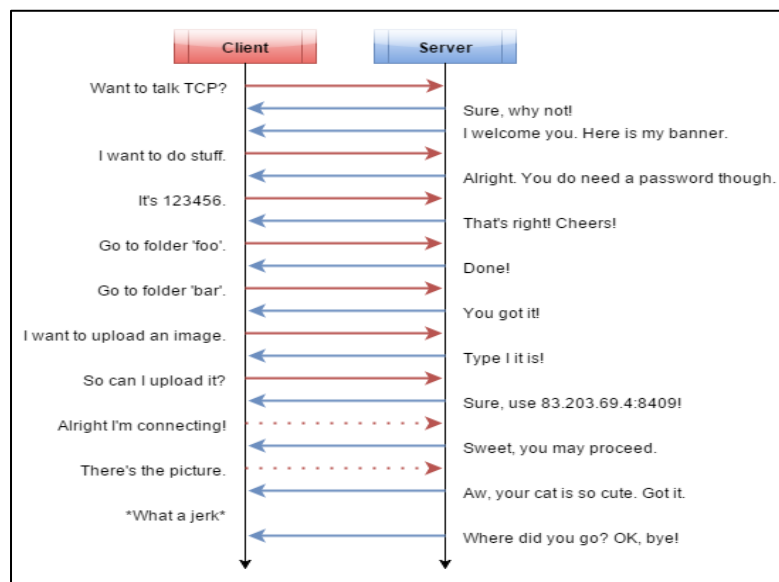 Client
Server
Want to talk TCP?
Sure, why not!
I welcome you. Here is my banner.
I want to do stuff.
Alright. You do need a password though.
It's 123456.
That's right! Cheers!
Go to folder 'foo'.
Done!
Go to folder 'bar'.
You got it!
I want to upload an image.
Type I it is!
So can I upload it?
Sure, use 83.203.69.4:8409!
Alright I'm connecting!
Sweet, you may proceed.
There's the picture.
Aw, your cat is so cute. Got it.
*What a jerk*
Where did you go? OK, bye!